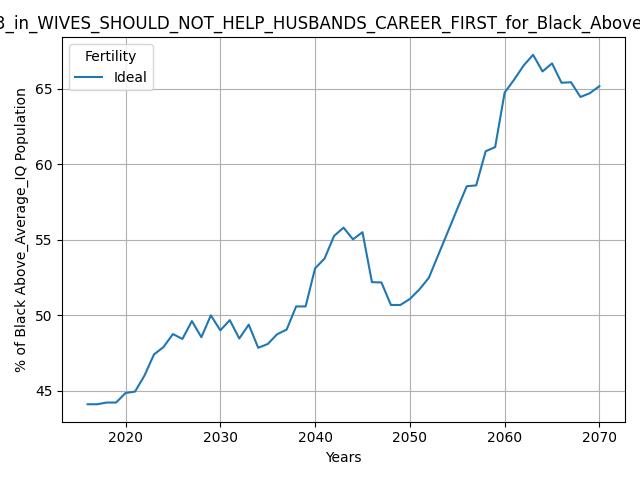 3_in_WIVES_SHOULD_NOT_HELP_HUSBANDS_CAREER_FIRST_for_Black_Above
Fertility
Ideal
% of Black Above_Average_IQ Population
65
60
55
50
45
2020 2030 2040 2050 2060 2070
Years